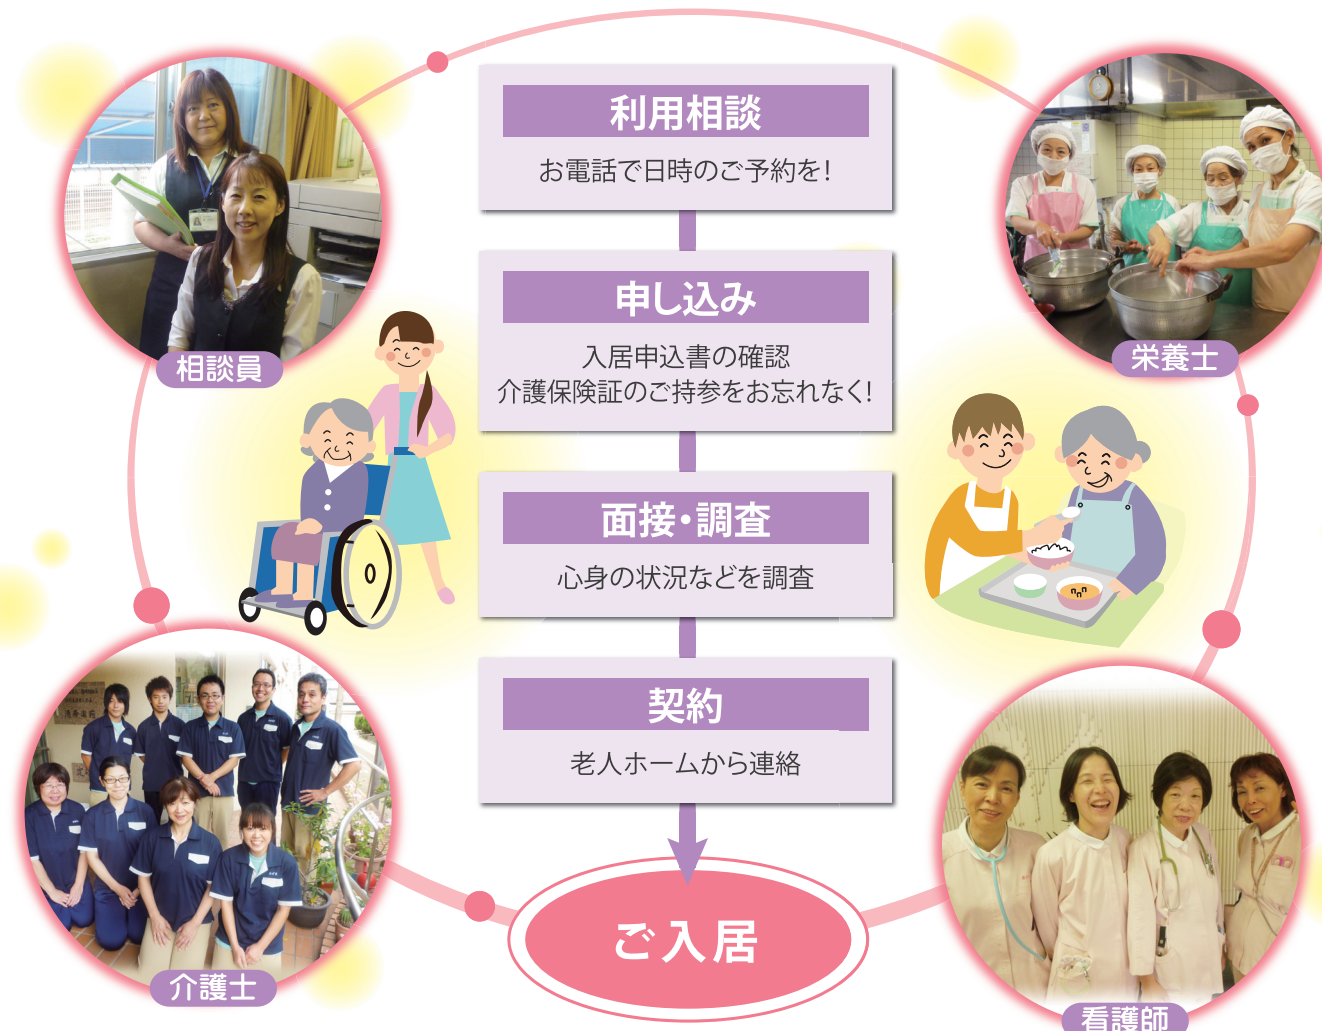 利用相談
お電話で日時のご予約を!
申し込み
入居申込書の確認
介護保険証のご持参をお忘れなく!
面接・調査
心身の状況などを調査
契約
老人ホームから連絡
ご入居
相談員
栄養士
介護士
看護師